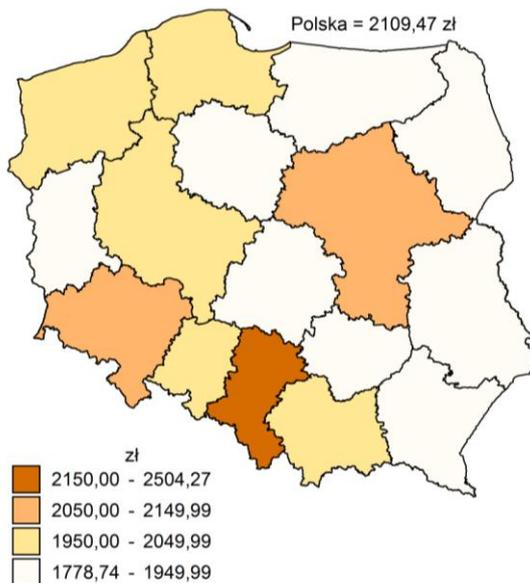 Polska = 2109,47 zł
zł
2150,00 - 2504,27
2050,00 - 2149,99
1950,00 - 2049,99
1778,74 - 1949,99